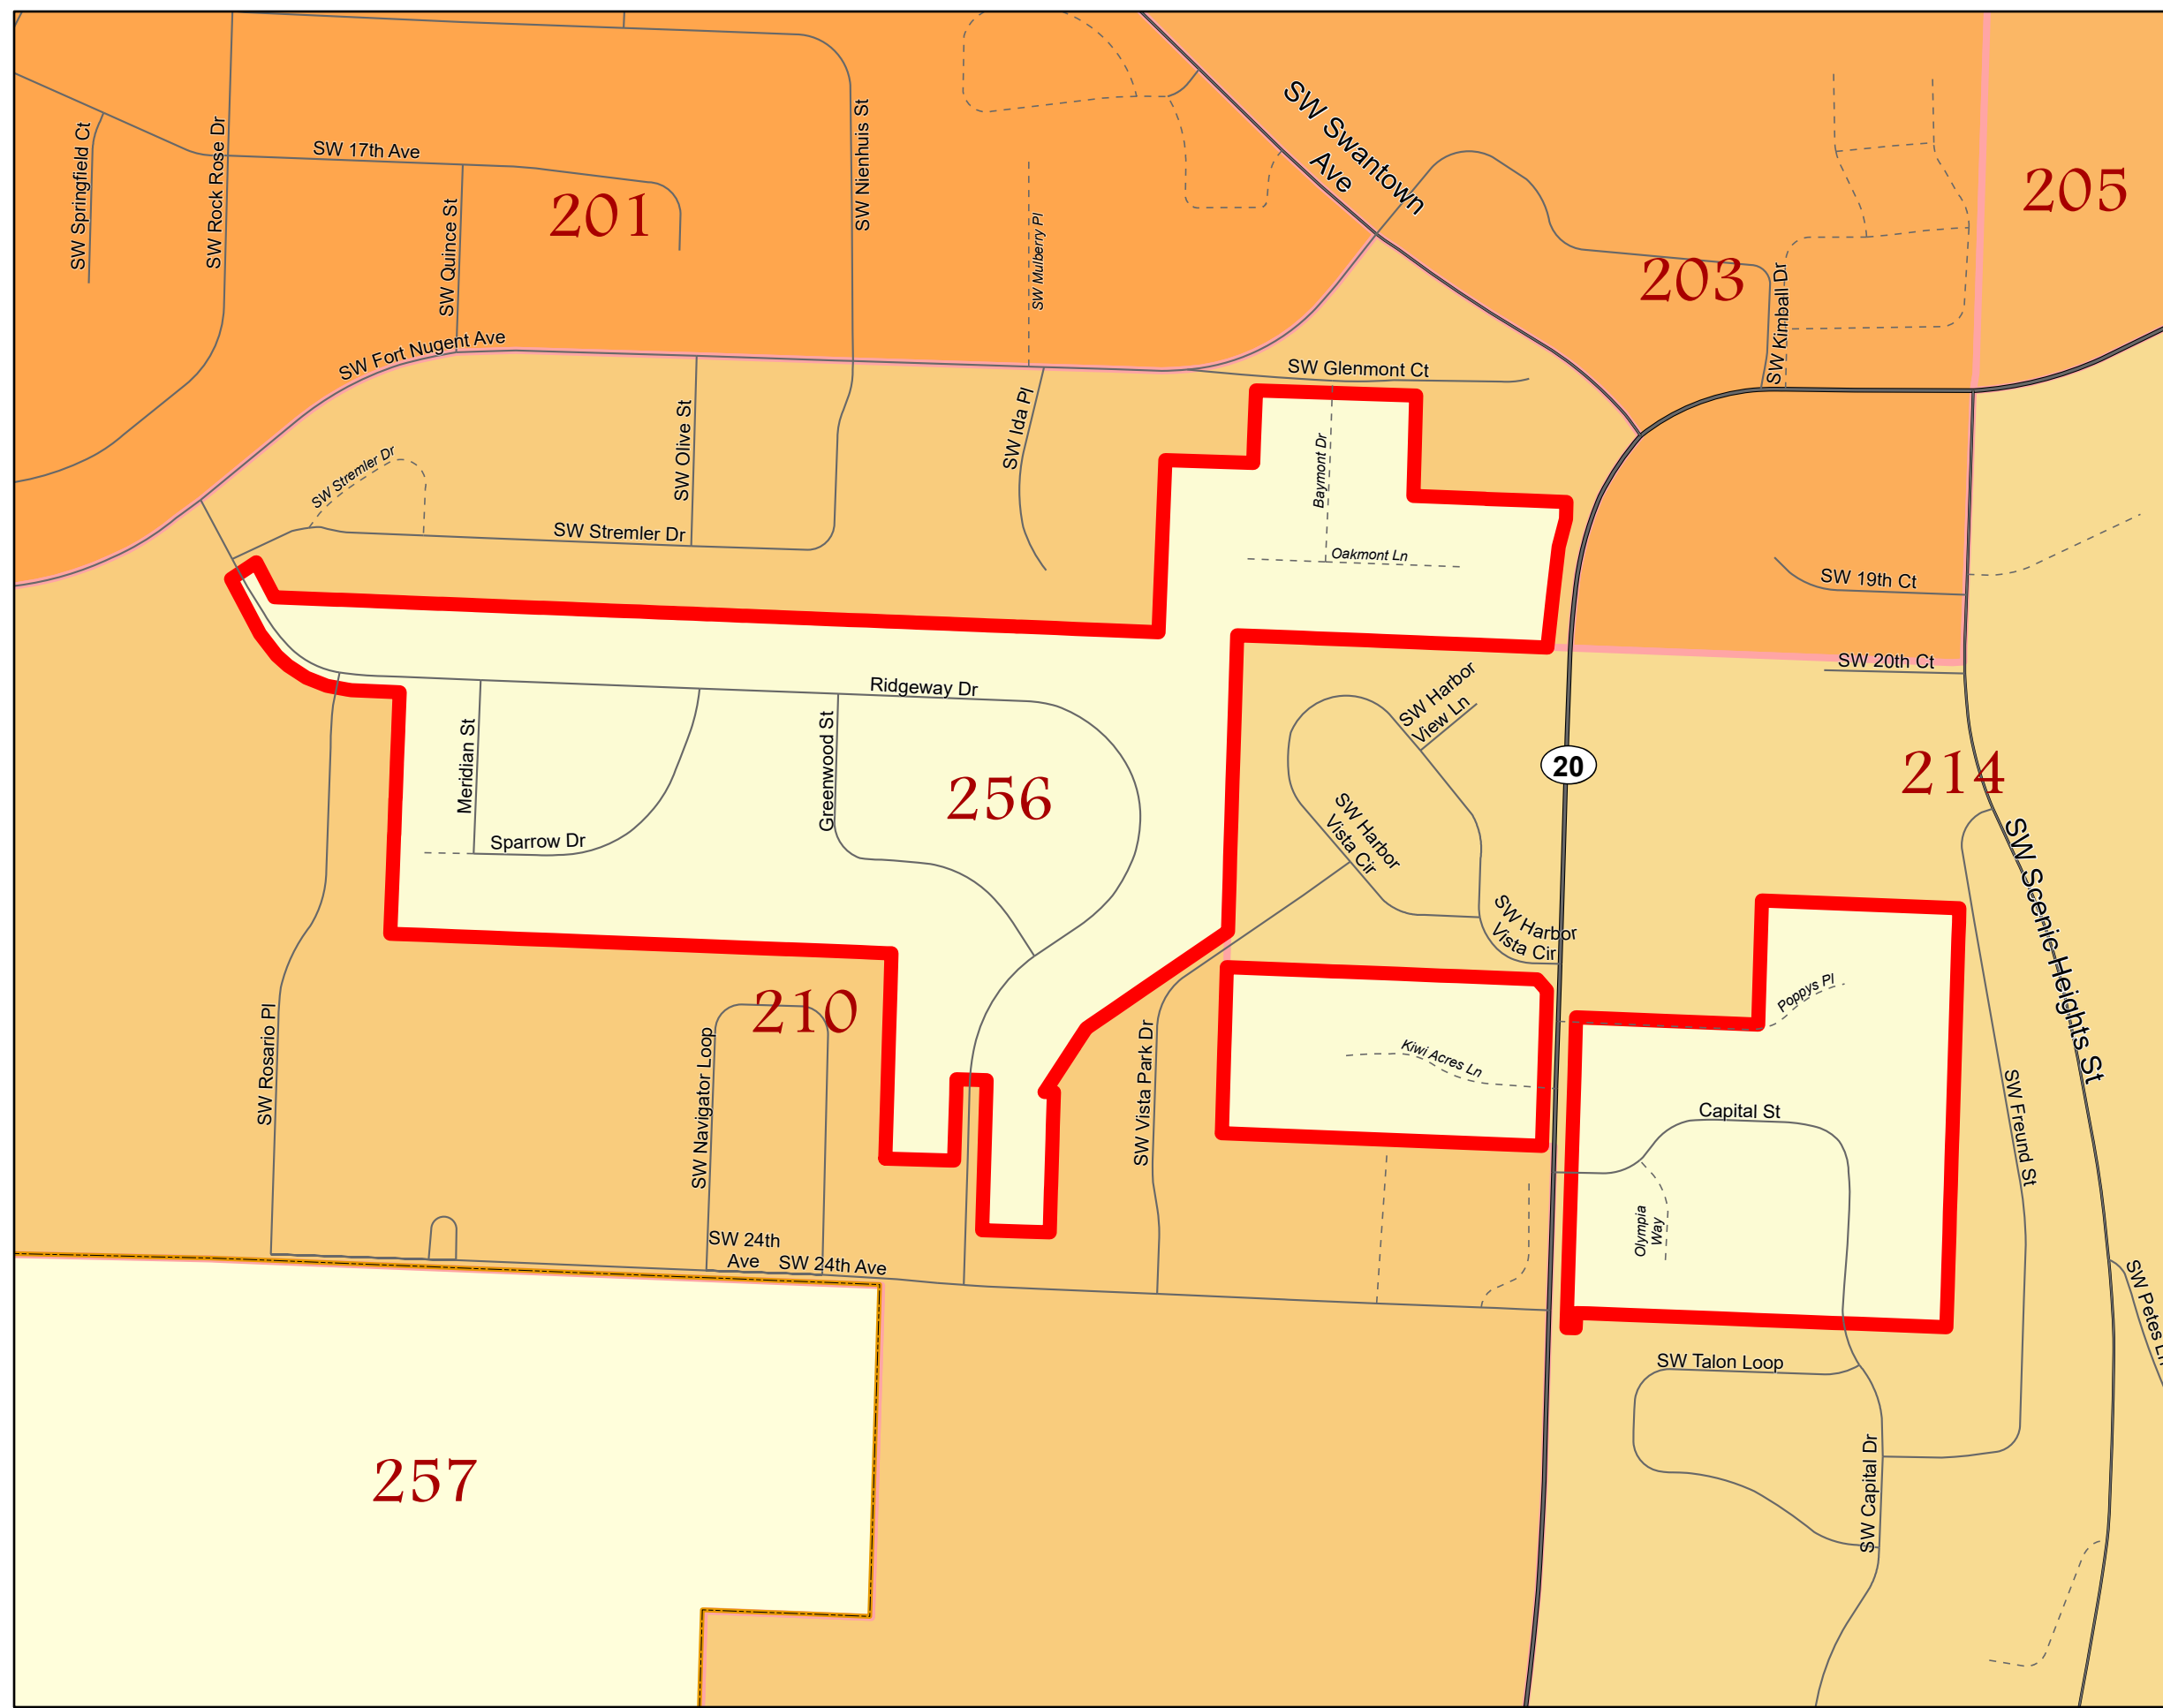 SW Springfield Ct
SW Rock Rose Dr
SW 17th Ave
SW Quince St
201
SW Nienhuis St
SW Mulberry Pl
SW Swantown
Ave
203
205
SW Kimball Dr
SW Fort Nugent Ave
SW Glenmont Ct
SW Stremler Dr
SW Olive St
SW Ida Pl
Baymont Dr
SW Stremler Dr
Oakmont Ln
SW 19th Ct
SW 20th Ct
Ridgeway Dr
SW Harbor
View Ln
Meridian St
Greenwood St
256
20
214
Sparrow Dr
SW Harbor
Vista Cir
SW Harbor
Vista Cir
SW Scenic Heights St
210
Poppys Pl
SW Rosario Pl
SW Navigator Loop
SW Vista Park Dr
Kiwi Acres Ln
Capital St
SW Freund St
Olympia
Way
SW 24th
Ave
SW 24th Ave
SW Petes Ln
SW Talon Loop
257
SW Capital Dr